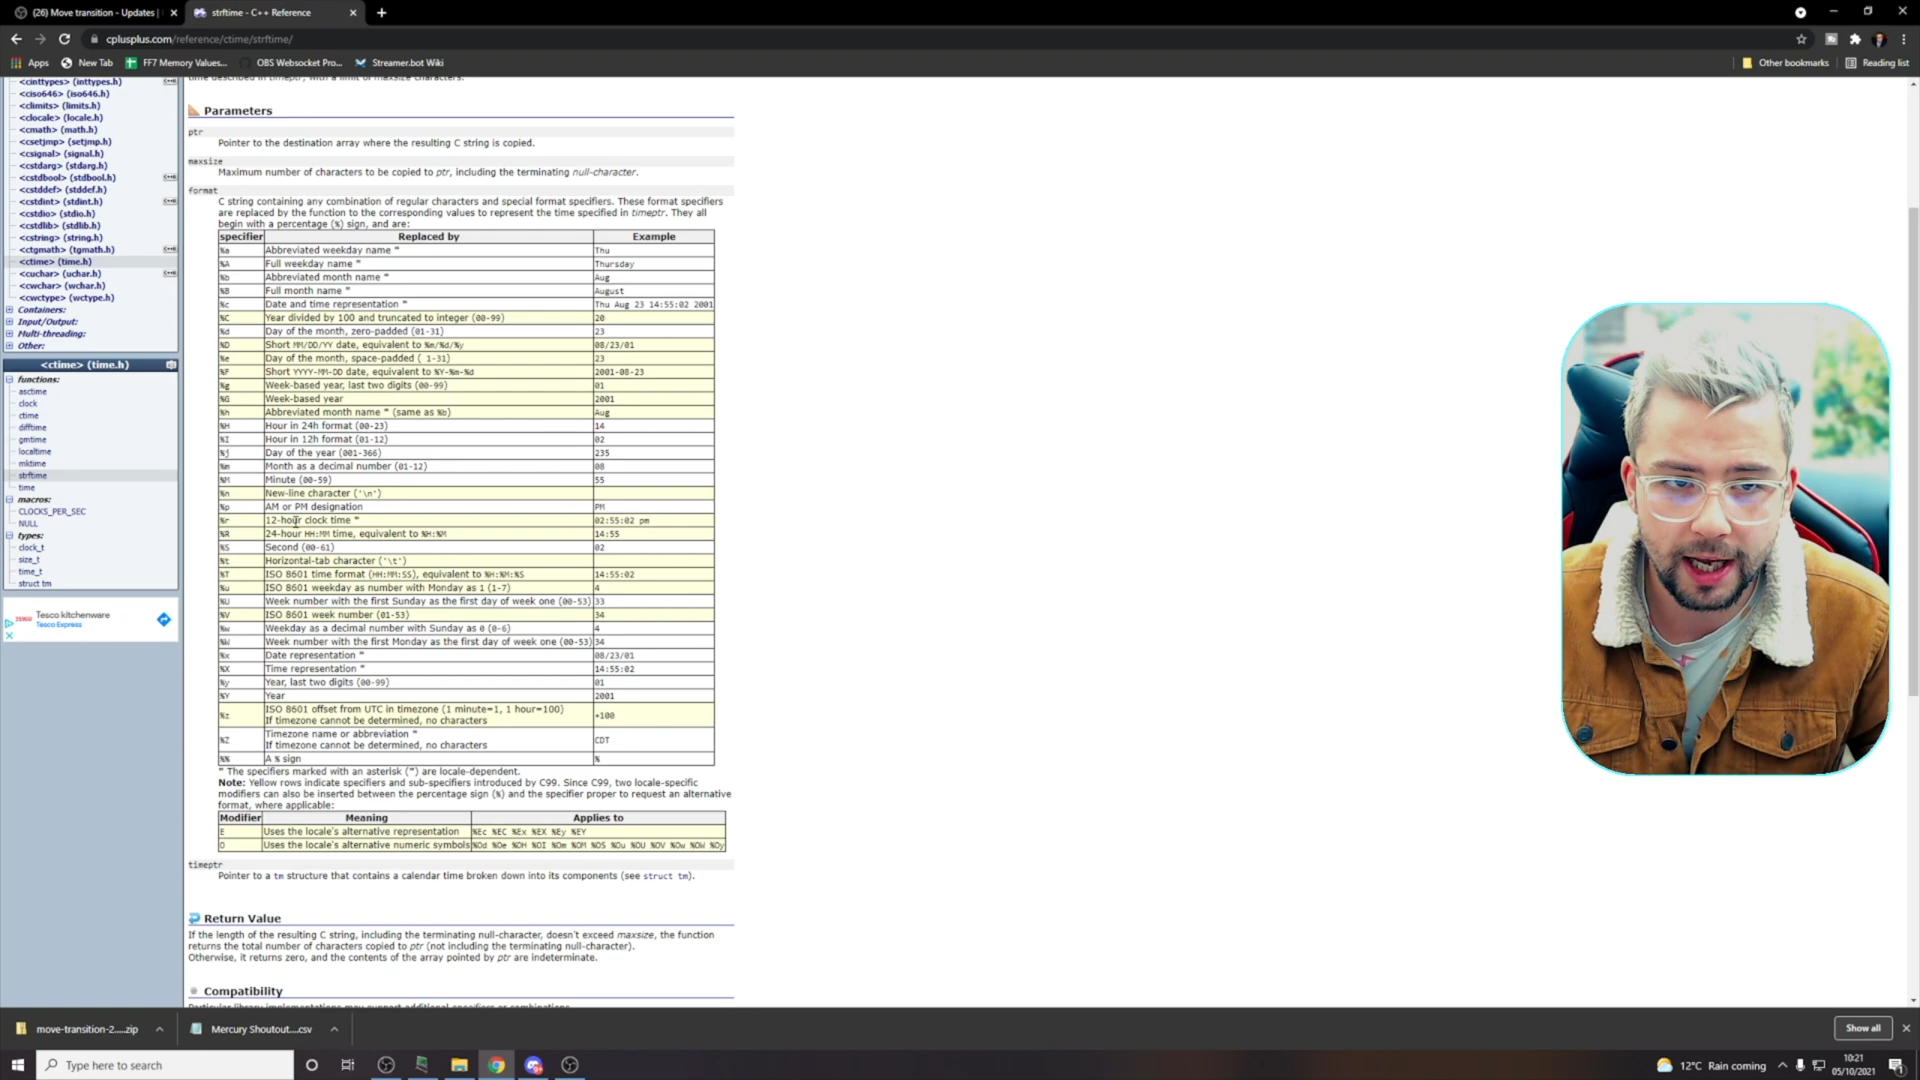 (26) Move transition - Updates |
strftime - C++ Reference
cplusplus.com/reference/ctime/strftime/
Apps
New Tab
FF7 Memory Values...
OBS Websocket Pro...
Streamer.bot Wiki
Other bookmarks
Reading list
<cinttypes> (inttypes.h)
<ciso646> (iso646.h)
<climits> (limits.h)
<clocale> (locale.h)
<cmath> (math.h)
<csetjmp> (setjmp.h)
<csignal> (signal.h)
<cstdarg> (stdarg.h)
<cstdbool> (stdbool.h)
<cstddef> (stddef.h)
<cstdint> (stdint.h)
<cstdio> (stdio.h)
<cstdlib> (stdlib.h)
<cstring> (string.h)
<ctgmath> (tgmath.h)
<ctime> (time.h)
<cuchar> (uchar.h)
<cwchar> (wchar.h)
<cwctype> (wctype.h)
Containers:
Input/Output:
Multi-threading:
Other:
<ctime> (time.h)
functions:
asctime
clock
ctime
difftime
gmtime
localtime
mktime
strftime
time
macros:
CLOCKS_PER_SEC
NULL
types:
clock_t
size_t
time_t
struct tm
Tesco kitchenware
Tesco Express
time described in timeptr, with a limit of maxsize characters.
Parameters
ptr
Pointer to the destination array where the resulting C string is copied.
maxsize
Maximum number of characters to be copied to ptr, including the terminating null-character.
format
C string containing any combination of regular characters and special format specifiers. These format specifiers
are replaced by the function to the corresponding values to represent the time specified in timeptr. They all
begin with a percentage (%) sign, and are:
specifier Replaced by Example
%a Abbreviated weekday name * Thu
%A Full weekday name * Thursday
%b Abbreviated month name * Aug
%B Full month name * August
%c Date and time representation * Thu Aug 23 14:55:02 2001
%C Year divided by 100 and truncated to integer (00-99) 20
%d Day of the month, zero-padded (01-31) 23
%D Short MM/DD/YY date, equivalent to %m/%d/%y 08/23/01
%e Day of the month, space-padded ( 1-31) 23
%F Short YYYY-MM-DD date, equivalent to %Y-%m-%d 2001-08-23
%g Week-based year, last two digits (00-99) 01
%G Week-based year 2001
%h Abbreviated month name * (same as %b) Aug
%H Hour in 24h format (00-23) 14
%I Hour in 12h format (01-12) 02
%j Day of the year (001-366) 235
%m Month as a decimal number (01-12) 08
%M Minute (00-59) 55
%n New-line character ('\n')
%p AM or PM designation PM
%r 12-hour clock time * 02:55:02 pm
%R 24-hour HH:MM time, equivalent to %H:%M 14:55
%S Second (00-61) 02
%t Horizontal-tab character ('\t')
%T ISO 8601 time format (HH:MM:SS), equivalent to %H:%M:%S 14:55:02
%u ISO 8601 weekday as number with Monday as 1 (1-7) 4
%U Week number with the first Sunday as the first day of week one (00-53) 33
%V ISO 8601 week number (01-53) 34
%w Weekday as a decimal number with Sunday as 0 (0-6) 4
%W Week number with the first Monday as the first day of week one (00-53) 34
%x Date representation * 08/23/01
%X Time representation * 14:55:02
%y Year, last two digits (00-99) 01
%Y Year 2001
%z ISO 8601 offset from UTC in timezone (1 minute=1, 1 hour=100)
If timezone cannot be determined, no characters +100
%Z Timezone name or abbreviation *
If timezone cannot be determined, no characters CDT
%% A % sign %
* The specifiers marked with an asterisk (*) are locale-dependent.
Note: Yellow rows indicate specifiers and sub-specifiers introduced by C99. Since C99, two locale-specific
modifiers can also be inserted between the percentage sign (%) and the specifier proper to request an alternative
format, where applicable:
Modifier Meaning Applies to
E Uses the locale's alternative representation %Ec %EC %Ex %EX %Ey %EY
O Uses the locale's alternative numeric symbols %Od %Oe %OH %OI %Om %OM %OS %Ou %OU %OV %Ow %OW %Oy
timeptr
Pointer to a tm structure that contains a calendar time broken down into its components (see struct tm).
Return Value
If the length of the resulting C string, including the terminating null-character, doesn't exceed maxsize, the function
returns the total number of characters copied to ptr (not including the terminating null-character).
Otherwise, it returns zero, and the contents of the array pointed by ptr are indeterminate.
Compatibility
Particular library implementations may support additional specifiers or combinations.
move-transition-2.....zip
Mercury Shoutout....csv
Show all
Type here to search
12°C Rain coming
10:21
05/10/2021